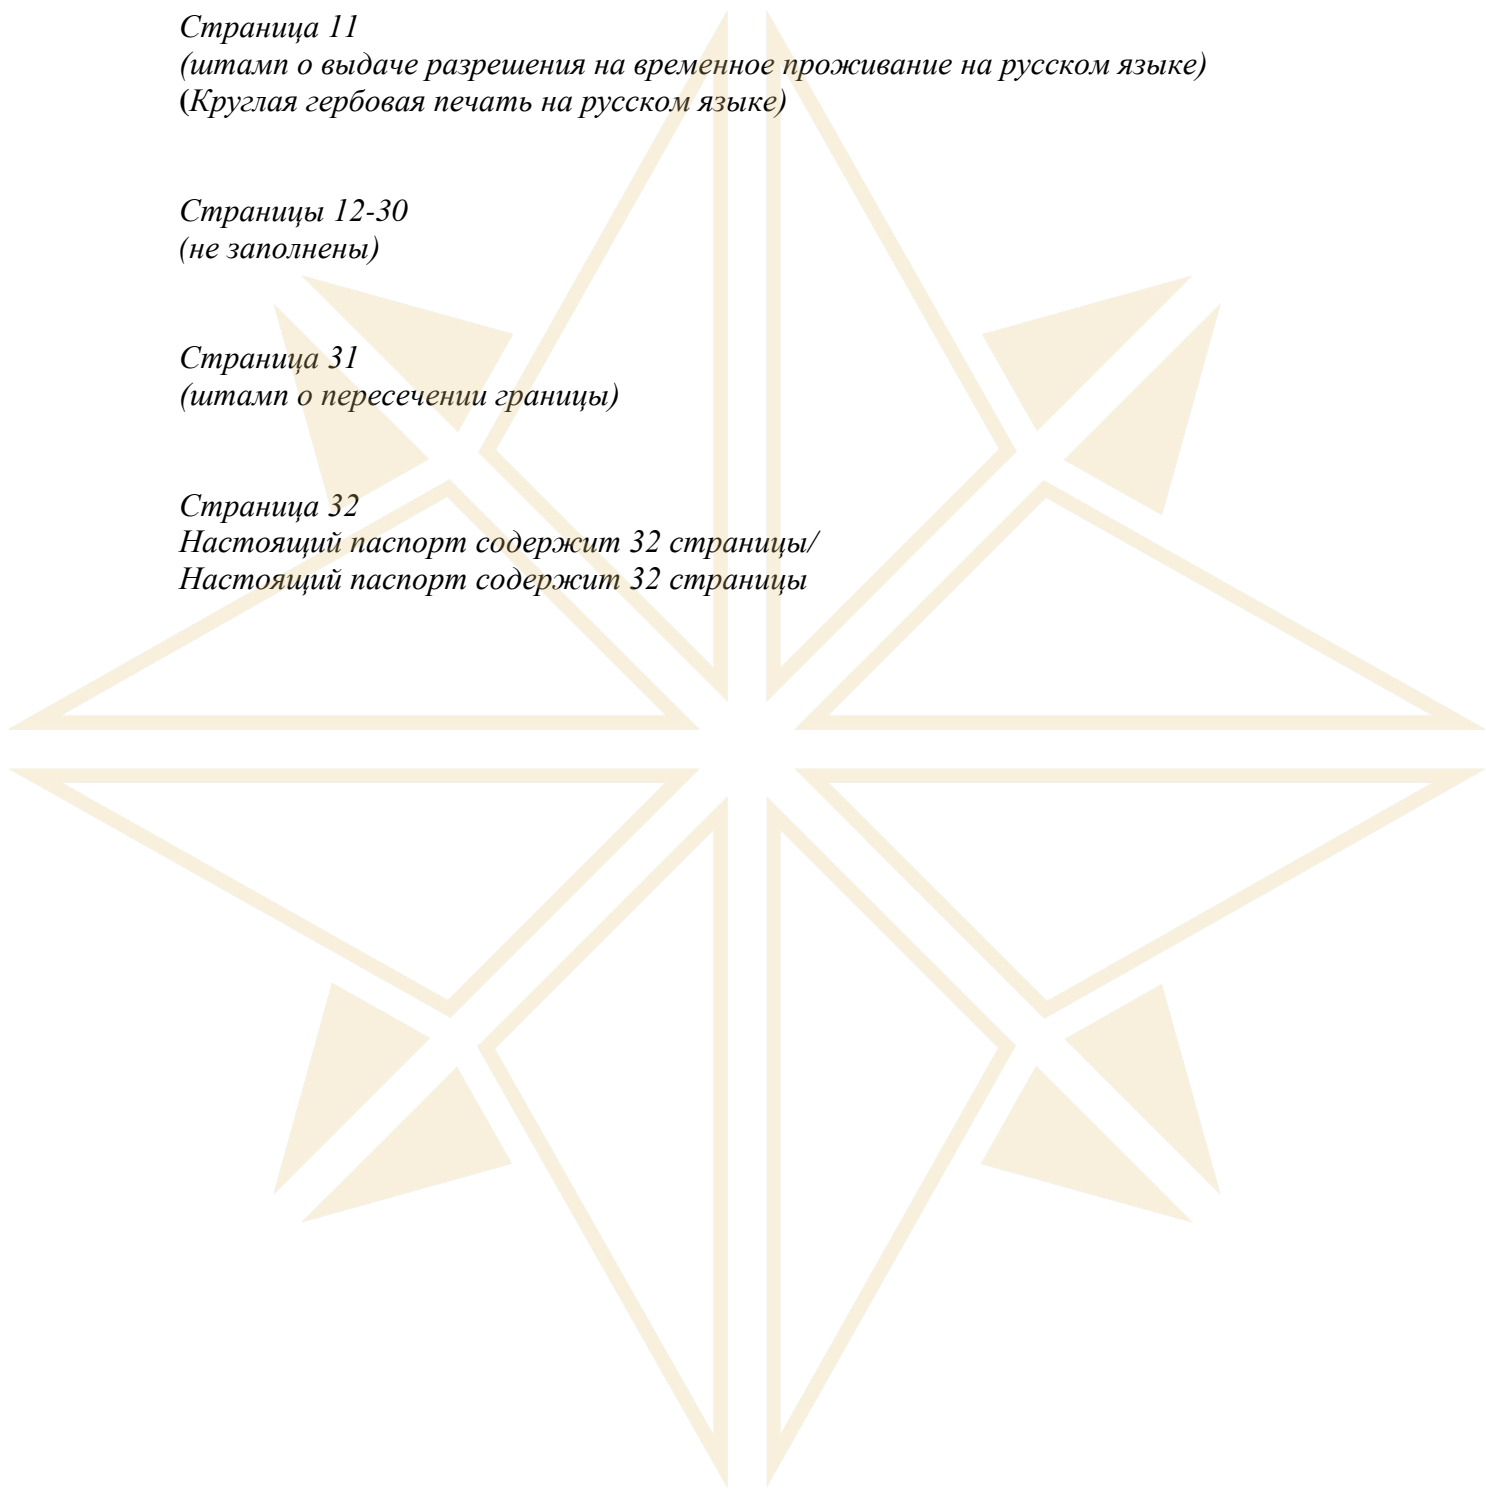 Страница 11
(штамп о выдаче разрешения на временное проживание на русском языке)
(Круглая гербовая печать на русском языке)
Страницы 12-30
(не заполнены)
Страница 31
(штамп о пересечении границы)
Страница 32
Настоящий паспорт содержит 32 страницы/
Настоящий паспорт содержит 32 страницы